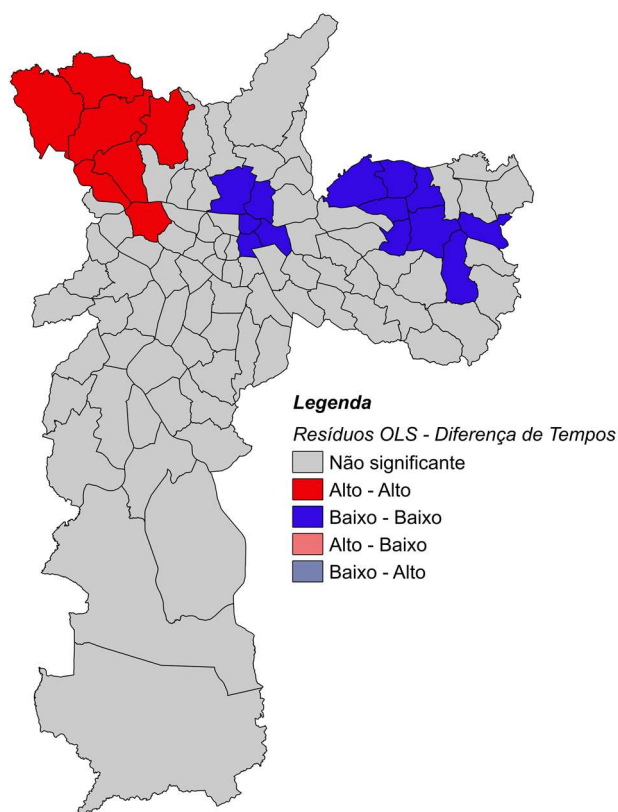 Legenda
Resíduos OLS - Diferença de Tempos
Não significante
Alto - Alto
Baixo - Baixo
Alto - Baixo
Baixo - Alto